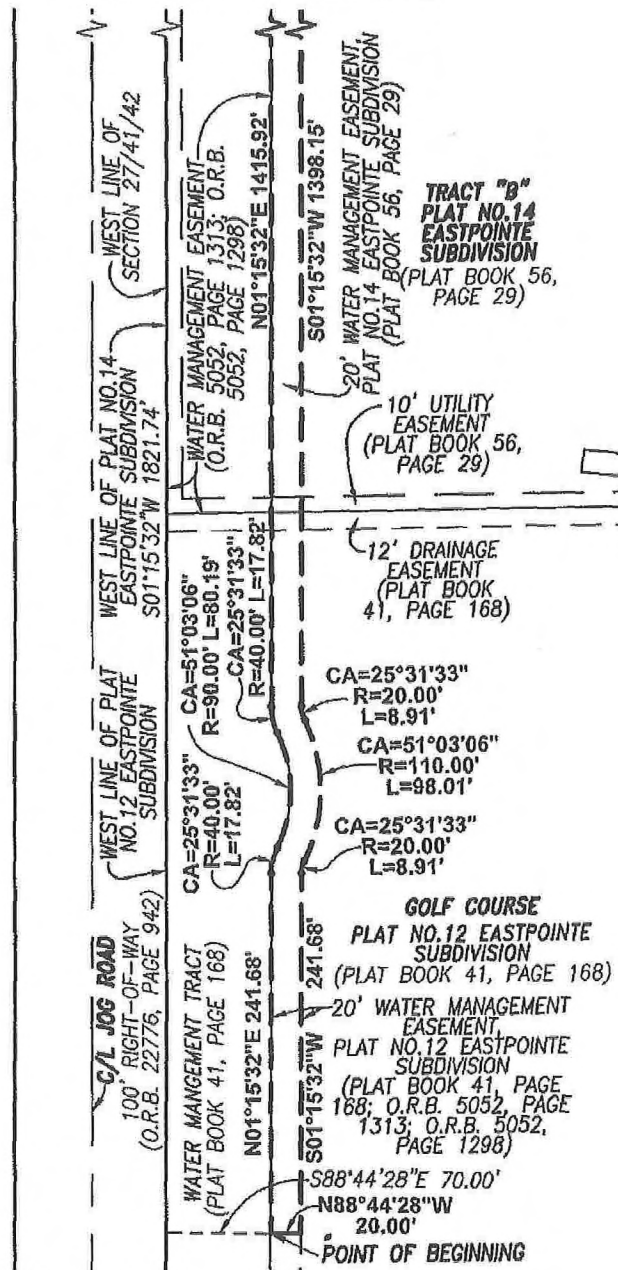 WEST LINE OF
SECTION 27/41/42
WATER MANAGEMENT EASEMENT
(O.R.B. 5052, PAGE 1313; O.R.B.
5052, PAGE 1298)
N01°15'32"E 1415.92'
S01°15'32"W 1398.15'
20' WATER MANAGEMENT EASEMENT,
PLAT NO.14 EASTPOINTE SUBDIVISION
(PLAT BOOK 56, PAGE 29)
TRACT "B"
PLAT NO.14
EASTPOINTE
SUBDIVISION
(PLAT BOOK 56,
PAGE 29)
WEST LINE OF PLAT NO.14
EASTPOINTE SUBDIVISION
S01°15'32"W 1821.74'
10' UTILITY
EASEMENT
(PLAT BOOK 56,
PAGE 29)
12' DRAINAGE
EASEMENT
(PLAT BOOK
41, PAGE 168)
CA=51°03'06"
R=90.00' L=80.19'
CA=25°31'33"
R=40.00' L=17.82'
CA=25°31'33"
R=20.00'
L=8.91'
CA=51°03'06"
R=110.00'
L=98.01'
CA=25°31'33"
R=40.00'
L=17.82'
CA=25°31'33"
R=20.00'
L=8.91'
WEST LINE OF PLAT
NO.12 EASTPOINTE
SUBDIVISION
C/L JOG ROAD
100' RIGHT-OF-WAY
(O.R.B. 22776, PAGE 942)
WATER MANGEMENT TRACT
(PLAT BOOK 41, PAGE 168)
N01°15'32"E 241.68'
S01°15'32"W 241.68'
GOLF COURSE
PLAT NO.12 EASTPOINTE
SUBDIVISION
(PLAT BOOK 41, PAGE 168)
20' WATER MANAGEMENT
EASEMENT,
PLAT NO.12 EASTPOINTE
SUBDIVISION
(PLAT BOOK 41, PAGE
168; O.R.B. 5052, PAGE
1313; O.R.B. 5052,
PAGE 1298)
S88°44'28"E 70.00'
N88°44'28"W
20.00'
POINT OF BEGINNING